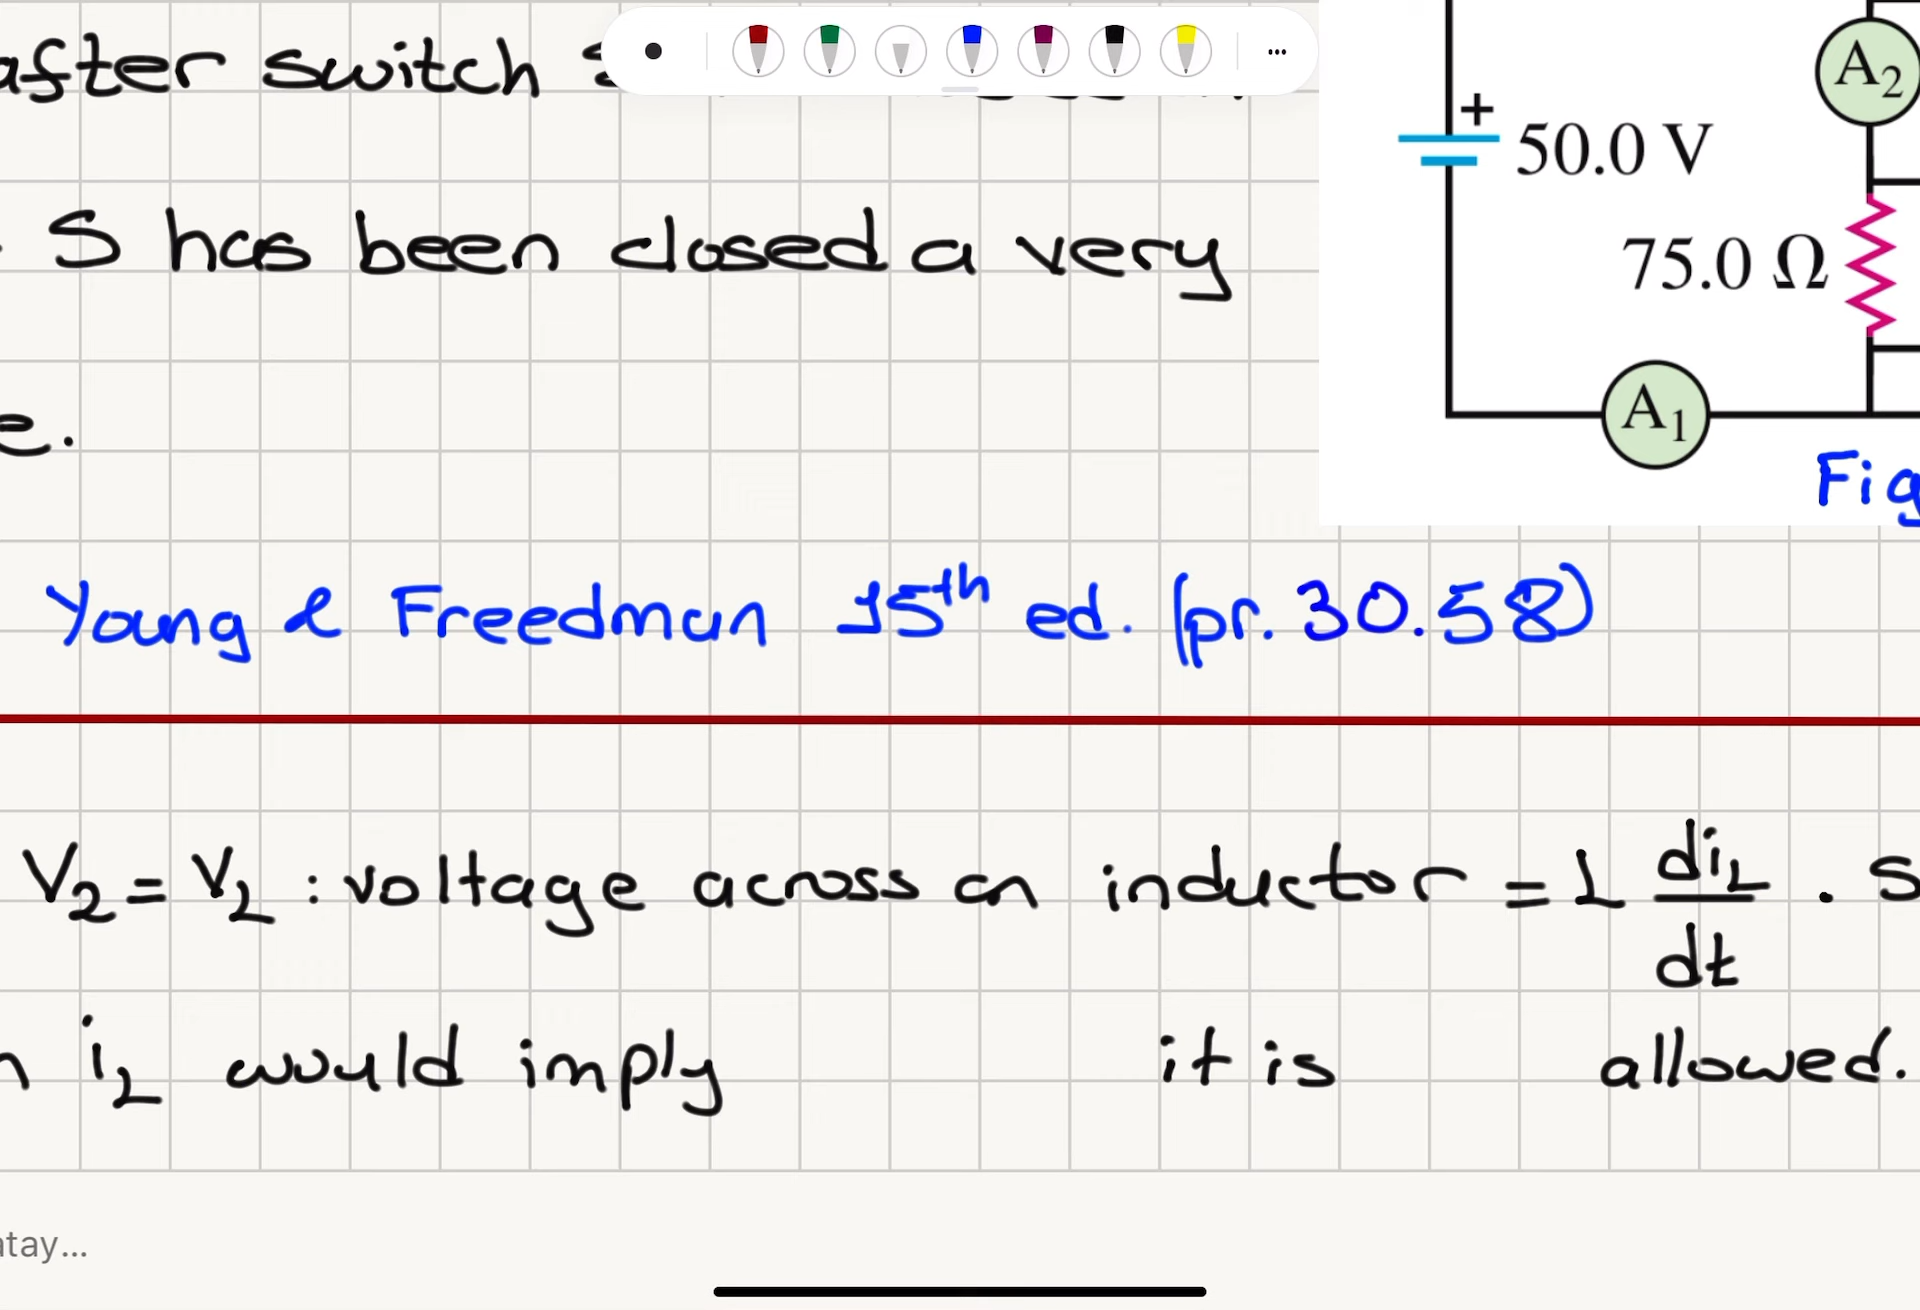 after switch
A2
+
50.0 V
S has been closed a very
75.0 Ω
A1
e.
Fig
Young & Freedman 15th ed. (pr. 30.58)
V2 = VL : voltage across an inductor = L diL/dt . S
n iL would imply it is allowed.
atay...